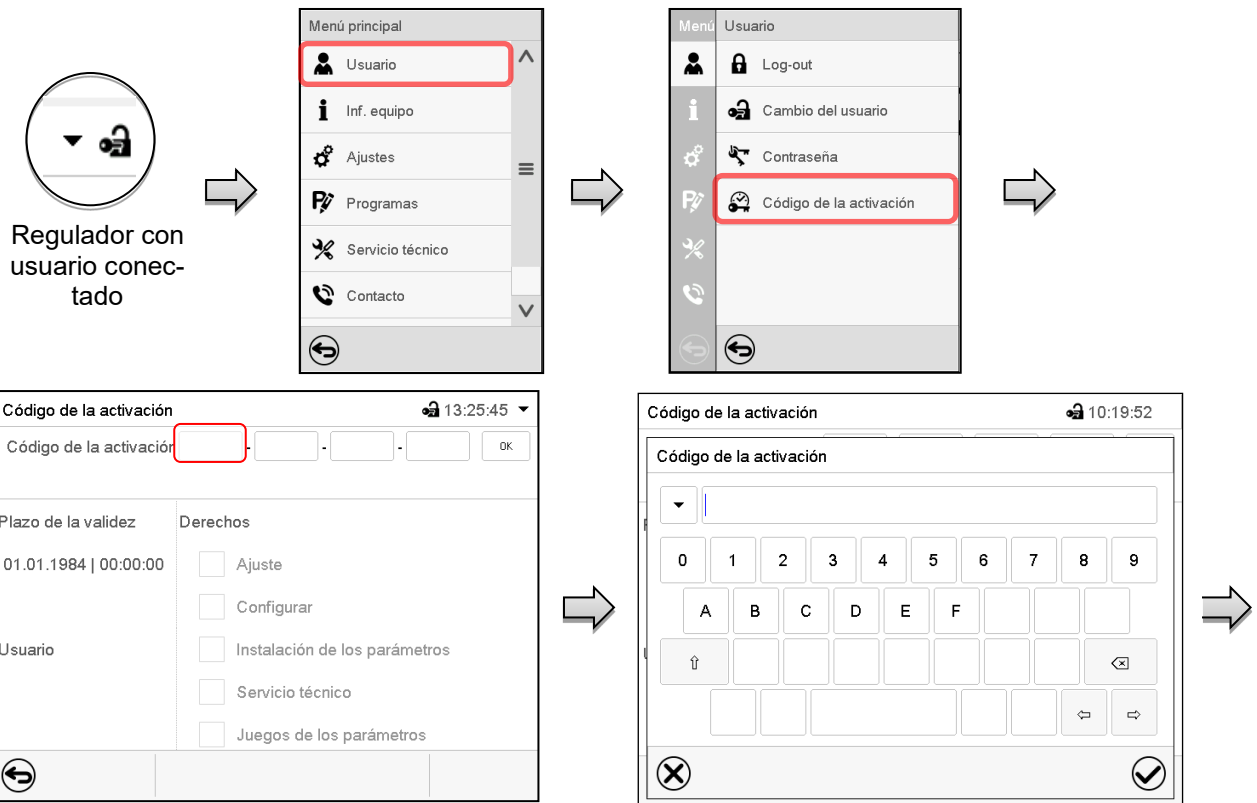 Regulador con
usuario conec-
tado
Menú principal
Usuario
Inf. equipo
Ajustes
Programas
Servicio técnico
Contacto
Menú Usuario
Log-out
Cambio del usuario
Contraseña
Código de la activación
Código de la activación 13:25:45
Código de la activación - - - OK
Plazo de la validez Derechos
01.01.1984 | 00:00:00 Ajuste
Configurar
Usuario Instalación de los parámetros
Servicio técnico
Juegos de los parámetros
Código de la activación 10:19:52
Código de la activación
0 1 2 3 4 5 6 7 8 9
A B C D E F